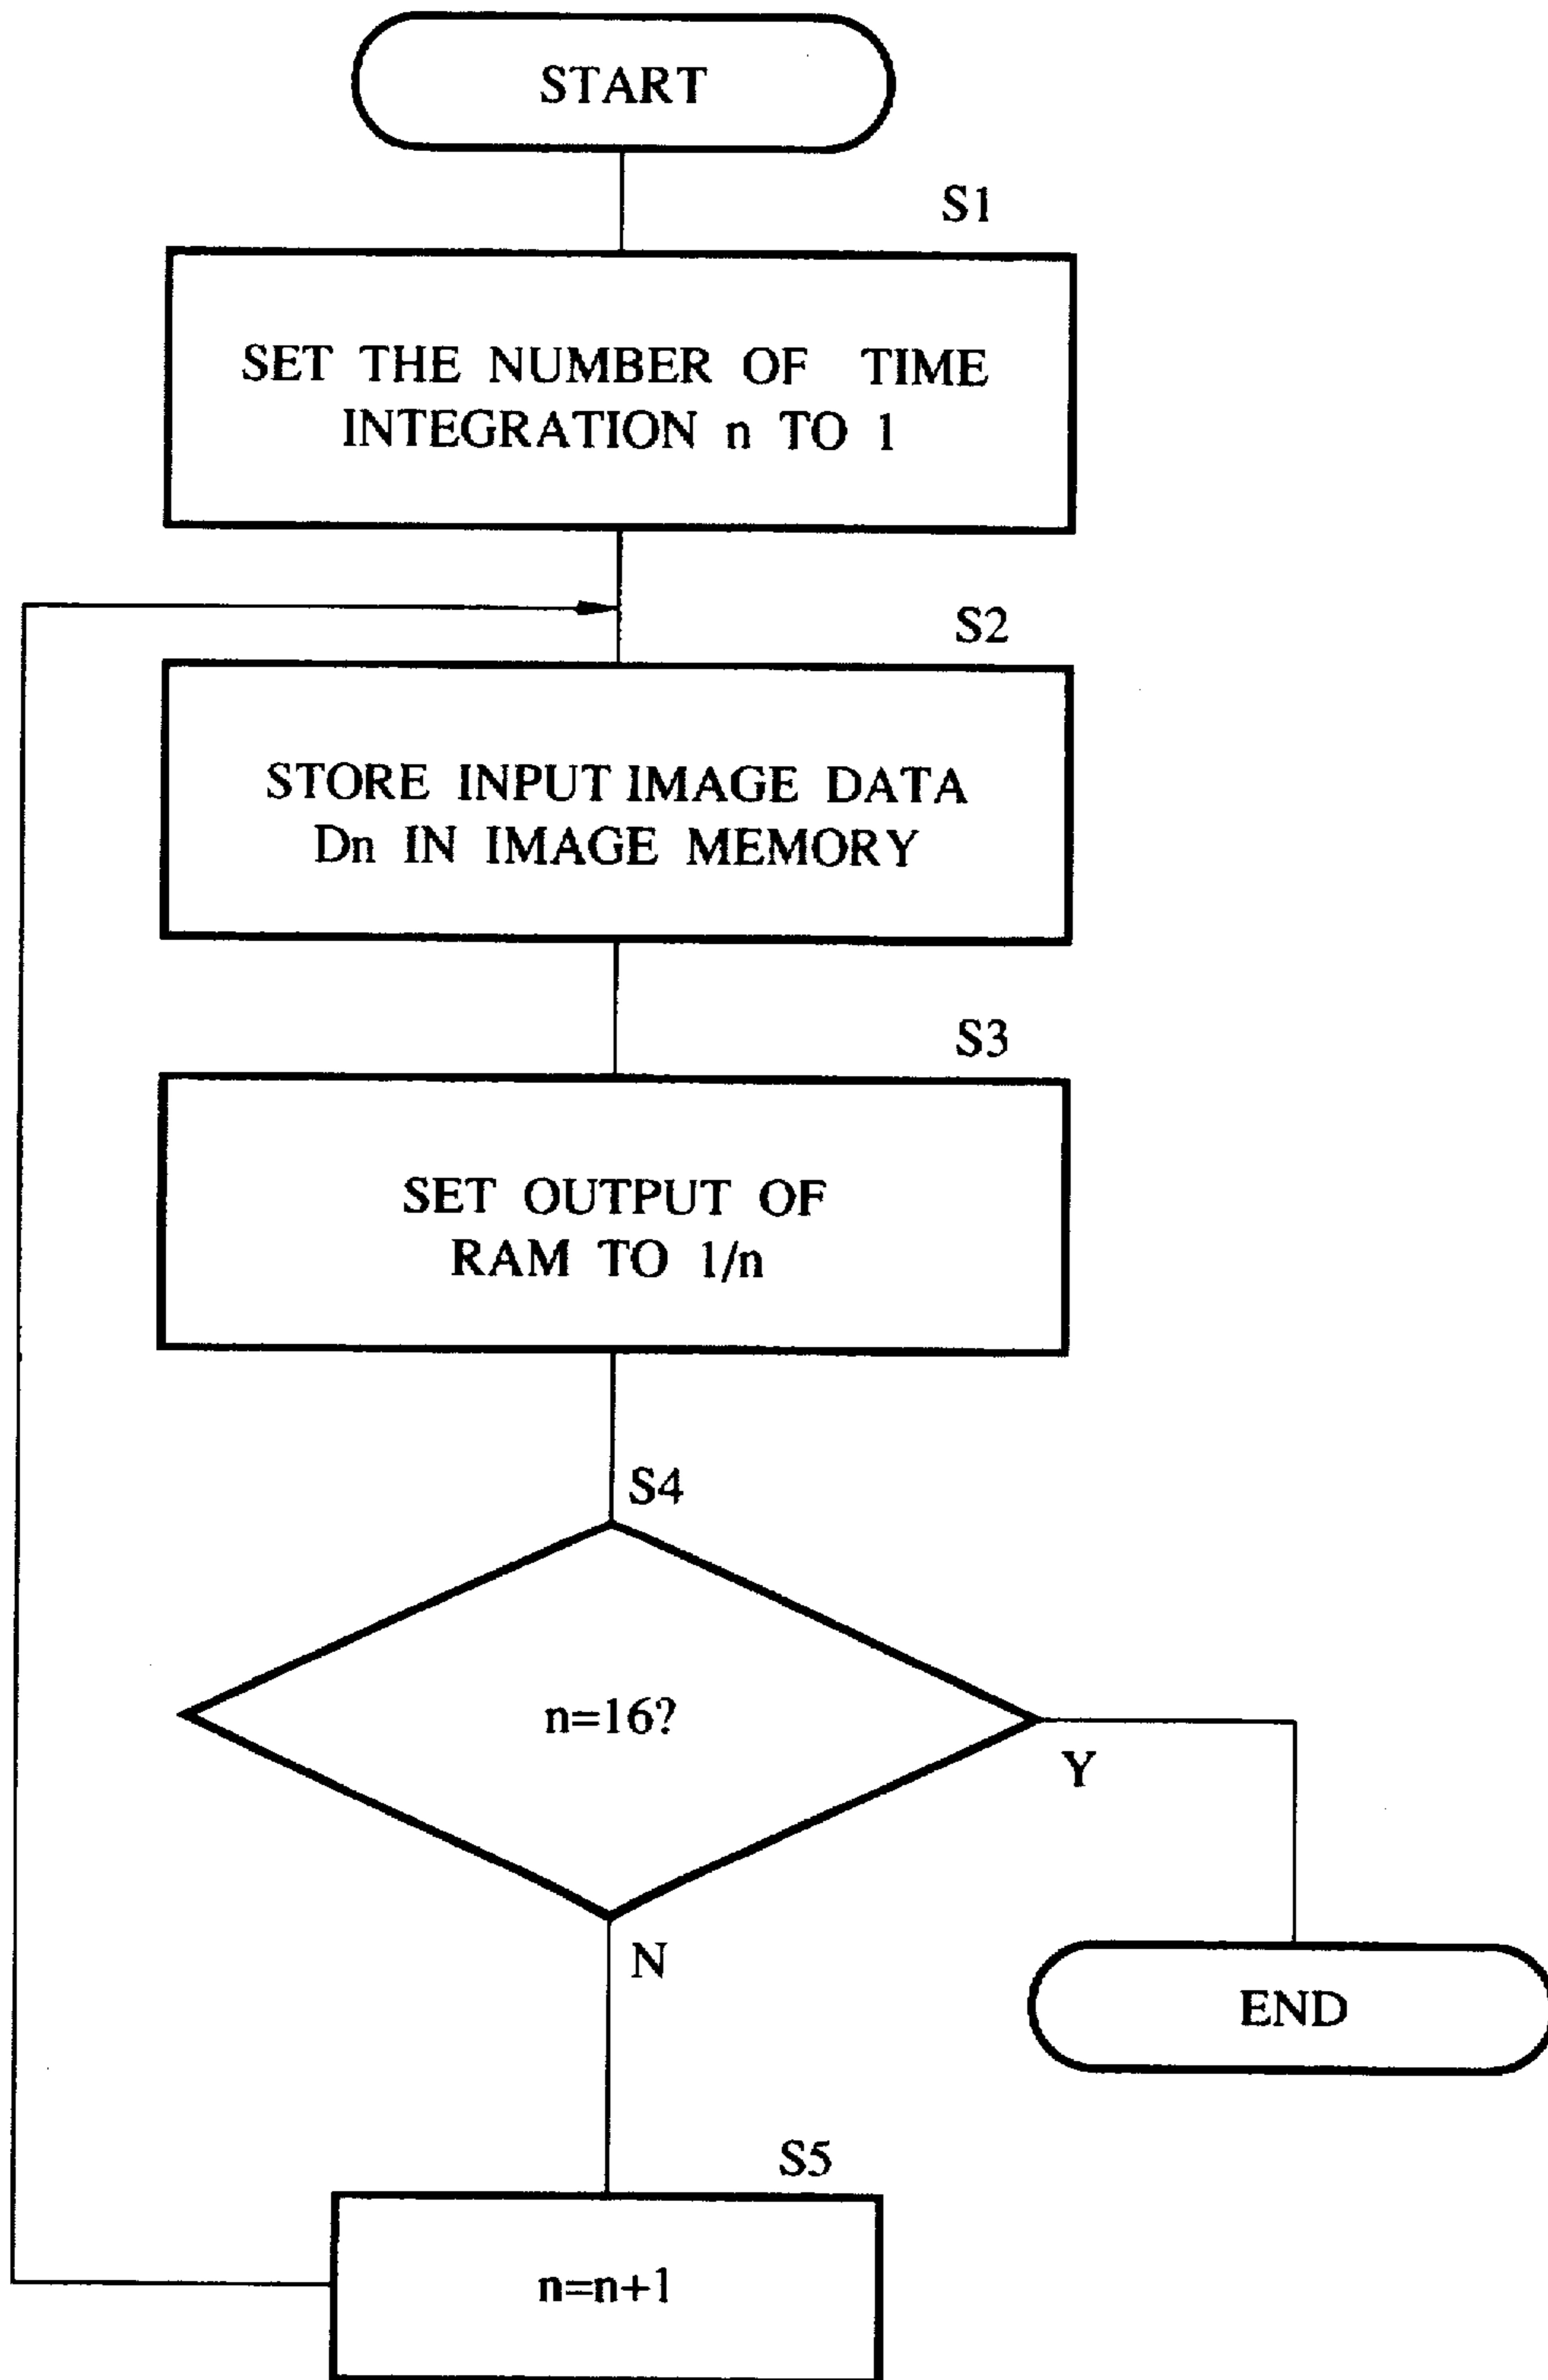 START
S1
SET THE NUMBER OF TIME
INTEGRATION n TO 1
S2
STORE INPUT IMAGE DATA
Dn IN IMAGE MEMORY
S3
SET OUTPUT OF
RAM TO 1/n
S4
n=16?
Y
N
END
S5
n=n+1